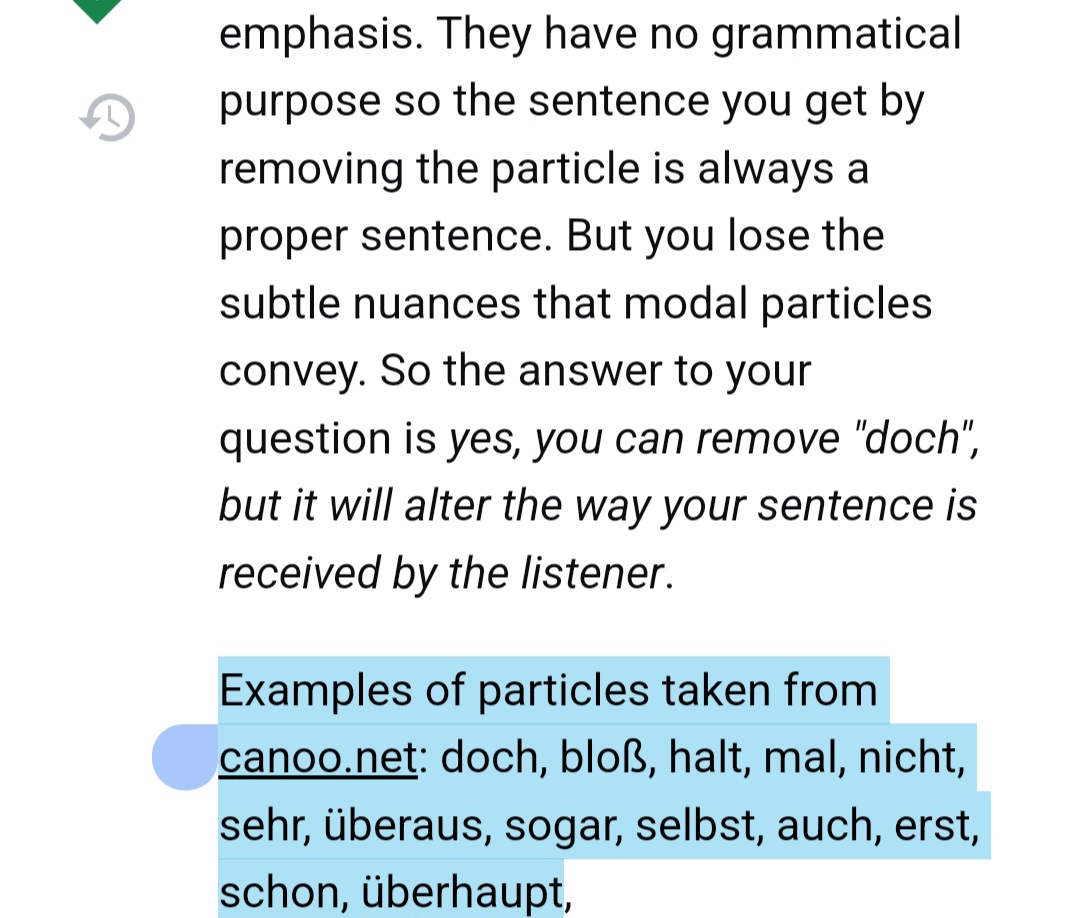 emphasis. They have no grammatical
purpose so the sentence you get by
removing the particle is always a
proper sentence. But you lose the
subtle nuances that modal particles
convey. So the answer to your
question is yes, you can remove "doch",
but it will alter the way your sentence is
received by the listener.
Examples of particles taken from
canoo.net: doch, bloß, halt, mal, nicht,
sehr, überaus, sogar, selbst, auch, erst,
schon, überhaupt,